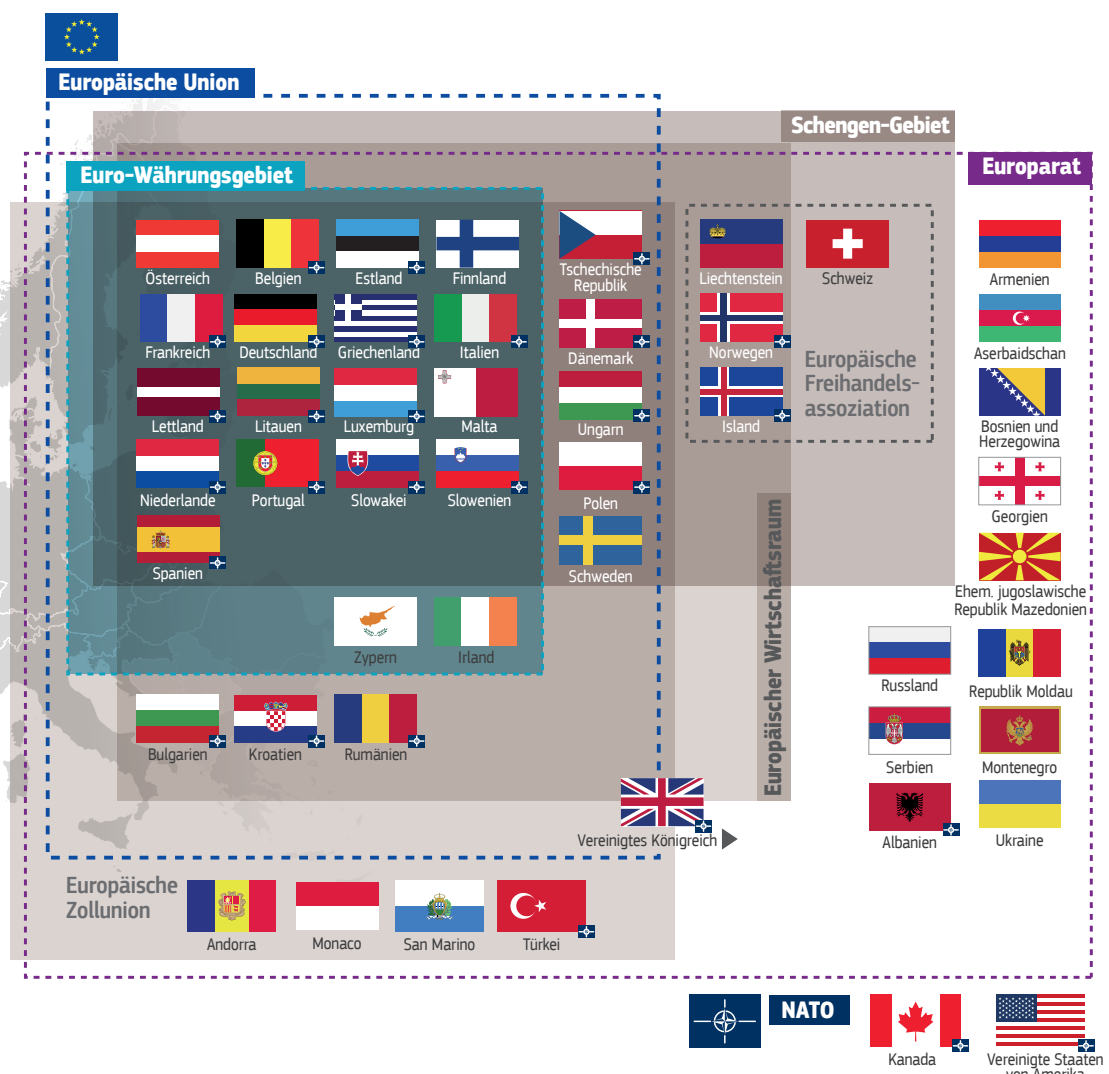 Europäische Union
Schengen-Gebiet
Europarat
Euro-Währungsgebiet
Österreich
Belgien
Estland
Finnland
Tschechische
Republik
Liechtenstein
Schweiz
Armenien
Frankreich
Deutschland
Griechenland
Italien
Dänemark
Norwegen
Europäische
Freihandels-
assoziation
Aserbaidschan
Lettland
Litauen
Luxemburg
Malta
Ungarn
Island
Bosnien und
Herzegowina
Niederlande
Portugal
Slowakei
Slowenien
Polen
Georgien
Spanien
Schweden
Europäischer Wirtschaftsraum
Ehem. jugoslawische
Republik Mazedonien
Zypern
Irland
Russland
Republik Moldau
Bulgarien
Kroatien
Rumänien
Serbien
Montenegro
Vereinigtes Königreich
Albanien
Ukraine
Europäische
Zollunion
Andorra
Monaco
San Marino
Türkei
NATO
Kanada
Vereinigte Staaten
von Amerika